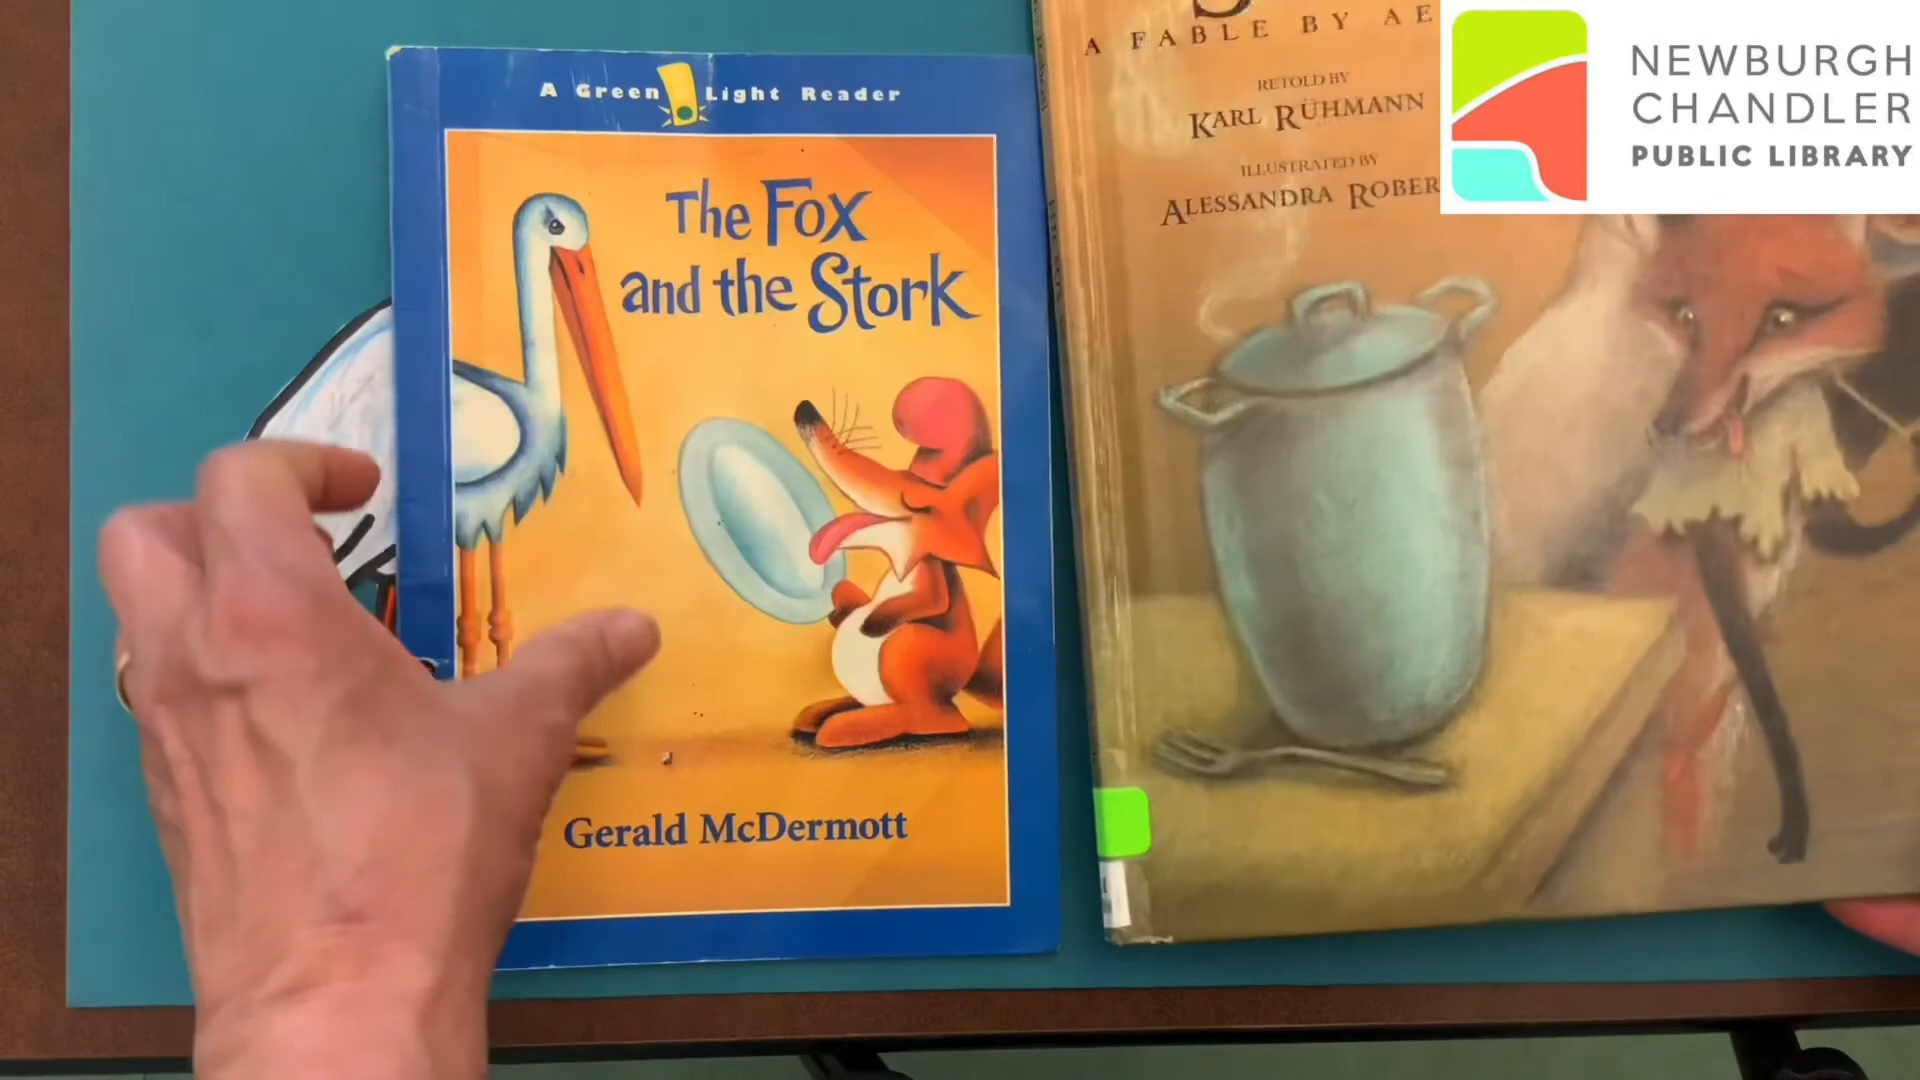 A Green Light Reader
The Fox
and the Stork
Gerald McDermott
A FABLE BY AE
RETOLD BY
KARL RÜHMANN
ILLUSTRATED BY
ALESSANDRA ROBER
NEWBURGH
CHANDLER
PUBLIC LIBRARY